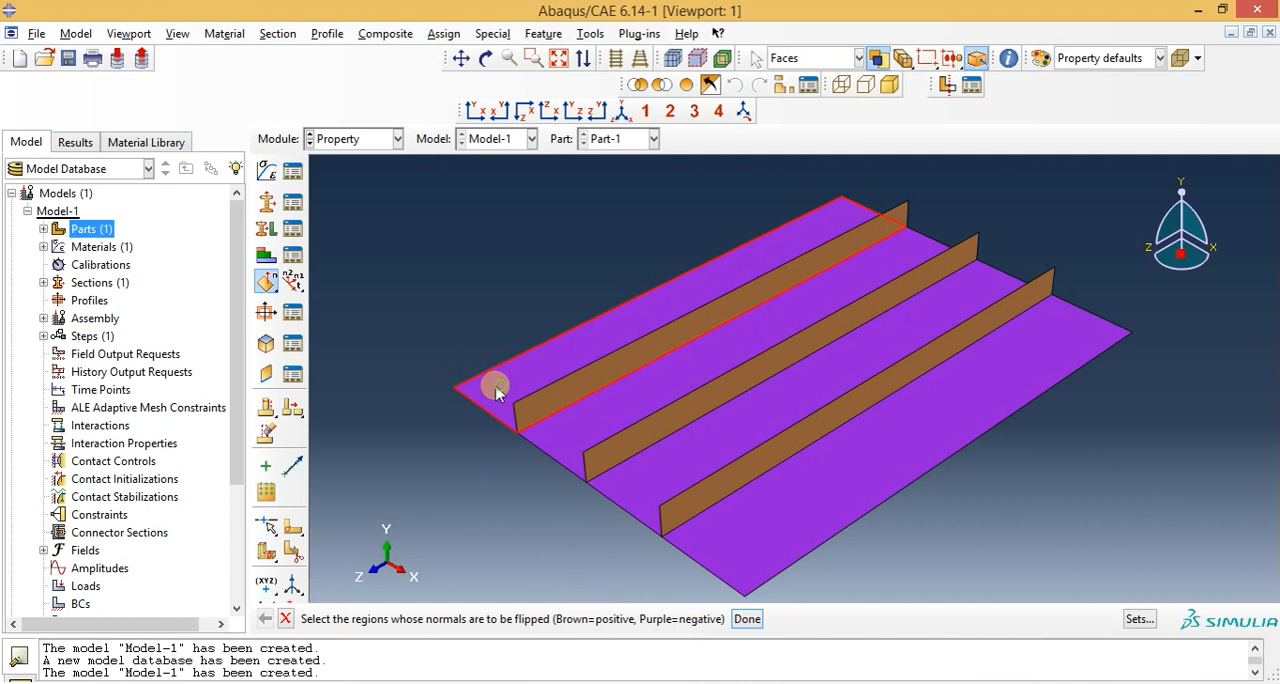 Abaqus/CAE 6.14-1 [Viewport: 1]
File Model Viewport View Material Section Profile Composite Assign Special Feature Tools Plug-ins Help
Faces Property defaults
1 2 3 4
Model Results Material Library Module: Property Model: Model-1 Part: Part-1
Model Database
Models (1)
Model-1
Parts (1)
Materials (1)
Calibrations
Sections (1)
Profiles
Assembly
Steps (1)
Field Output Requests
History Output Requests
Time Points
ALE Adaptive Mesh Constraints
Interactions
Interaction Properties
Contact Controls
Contact Initializations
Contact Stabilizations
Constraints
Connector Sections
Fields
Amplitudes
Loads
BCs
Y
Z X
Y
Z X
Select the regions whose normals are to be flipped (Brown=positive, Purple=negative) Done Sets... SIMULIA
The model "Model-1" has been created.
A new model database has been created.
The model "Model-1" has been created.